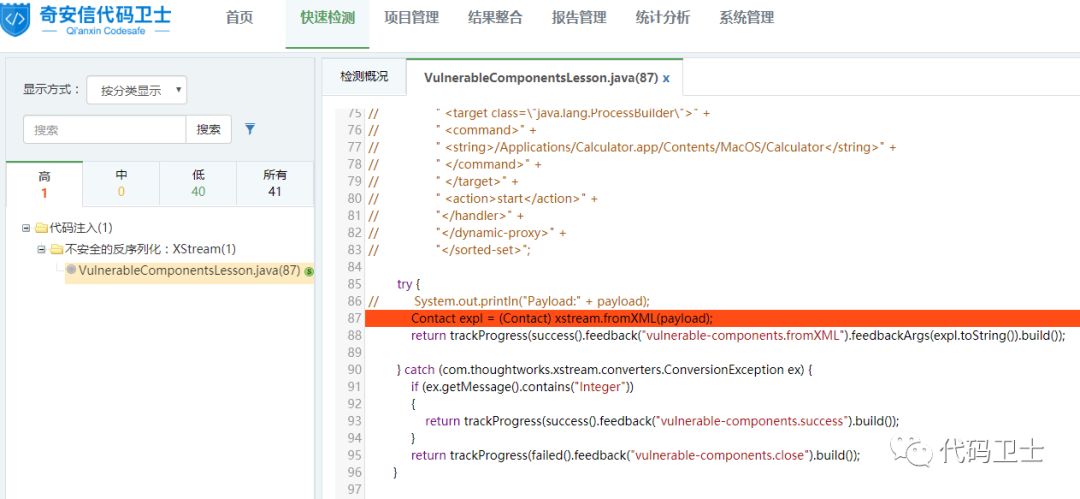 奇安信代码卫士
Qi'anxin Codesafe
首页 快速检测 项目管理 结果整合 报告管理 统计分析 系统管理
显示方式： 按分类显示
搜索 搜索
高 中 低 所有
1 0 40 41
代码注入(1)
不安全的反序列化：XStream(1)
VulnerableComponentsLesson.java(87)
检测概况 VulnerableComponentsLesson.java(87) x
75 // " <target class=\"java.lang.ProcessBuilder\">" +
76 // " <command>" +
77 // " <string>/Applications/Calculator.app/Contents/MacOS/Calculator</string>" +
78 // " </command>" +
79 // " </target>" +
80 // " <action>start</action>" +
81 // "</handler>" +
82 // "</dynamic-proxy>" +
83 // "</sorted-set>";
84
85 try {
86 // System.out.println("Payload:" + payload);
87 Contact expl = (Contact) xstream.fromXML(payload);
88 return trackProgress(success().feedback("vulnerable-components.fromXML").feedbackArgs(expl.toString()).build());
89
90 } catch (com.thoughtworks.xstream.converters.ConversionException ex) {
91 if (ex.getMessage().contains("Integer"))
92 {
93 return trackProgress(success().feedback("vulnerable-components.success").build());
94 }
95 return trackProgress(failed().feedback("vulnerable-components.close").build());
96 }
97
代码卫士